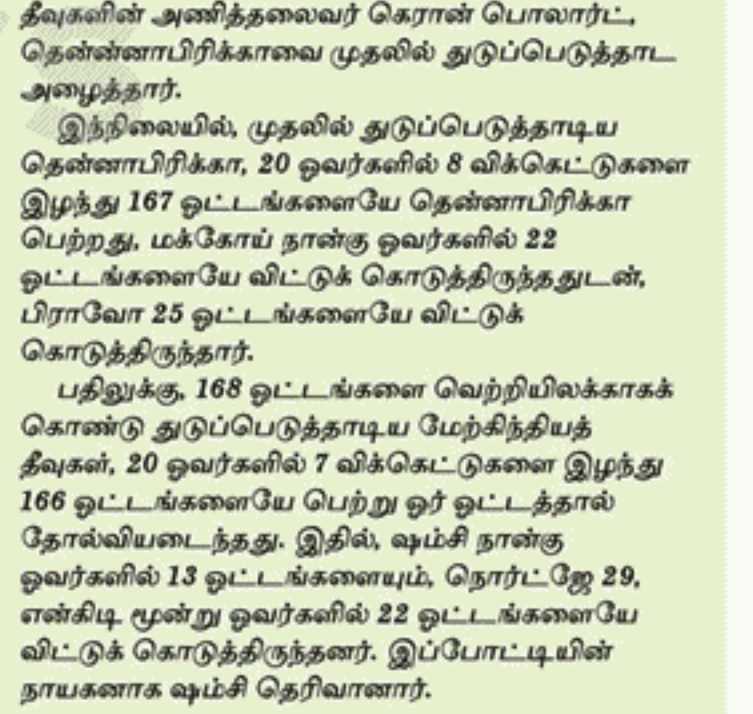 தீவுகளின் அணித்தலைவர் கெரான் பொலார்ட்,
தென்ன்னாபிரிக்காவை முதலில் துடுப்பெடுத்தாட
அழைத்தார்.
இந்நிலையில், முதலில் துடுப்பெடுத்தாடிய
தென்னாபிரிக்கா, 20 ஓவர்களில் 8 விக்கெட்டுகளை
இழந்து 167 ஓட்டங்களையே தென்னாபிரிக்கா
பெற்றது, மக்கோய் நான்கு ஓவர்களில் 22
ஓட்டங்களையே விட்டுக் கொடுத்திருந்ததுடன்,
பிராவோ 25 ஓட்டங்களையே விட்டுக்
கொடுத்திருந்தார்.
பதிலுக்கு, 168 ஓட்டங்களை வெற்றியிலக்காகக்
கொண்டு துடுப்பெடுத்தாடிய மேற்கிந்தியத்
தீவுகள், 20 ஓவர்களில் 7 விக்கெட்டுகளை இழந்து
166 ஓட்டங்களையே பெற்று ஓர் ஓட்டத்தால்
தோல்வியடைந்தது. இதில், ஷம்சி நான்கு
ஓவர்களில் 13 ஓட்டங்களையும், நொர்ட்ஜே 29,
என்கிடி மூன்று ஓவர்களில் 22 ஓட்டங்களையே
விட்டுக் கொடுத்திருந்தனர். இப்போட்டியின்
நாயகனாக ஷம்சி தெரிவானார்.